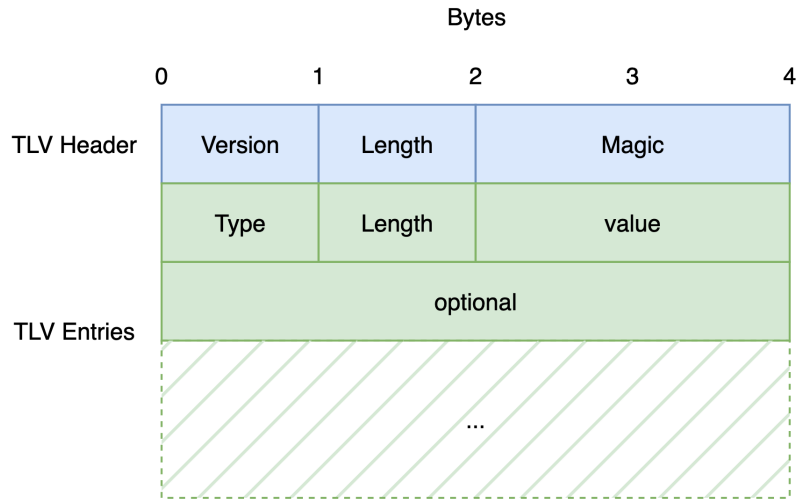 Bytes
0 1 2 3 4
TLV Header Version Length Magic
Type Length value
optional
TLV Entries
...